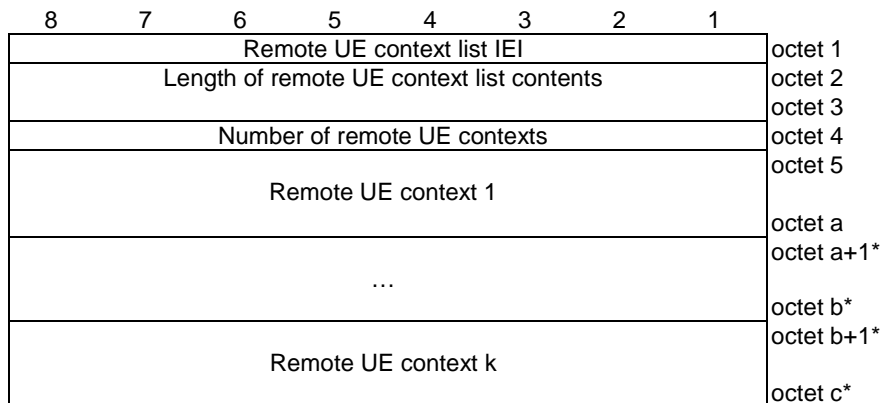 8 7 6 5 4 3 2 1
Remote UE context list IEI octet 1
Length of remote UE context list contents octet 2
octet 3
Number of remote UE contexts octet 4
octet 5
Remote UE context 1
octet a
octet a+1*
…
octet b*
octet b+1*
Remote UE context k
octet c*